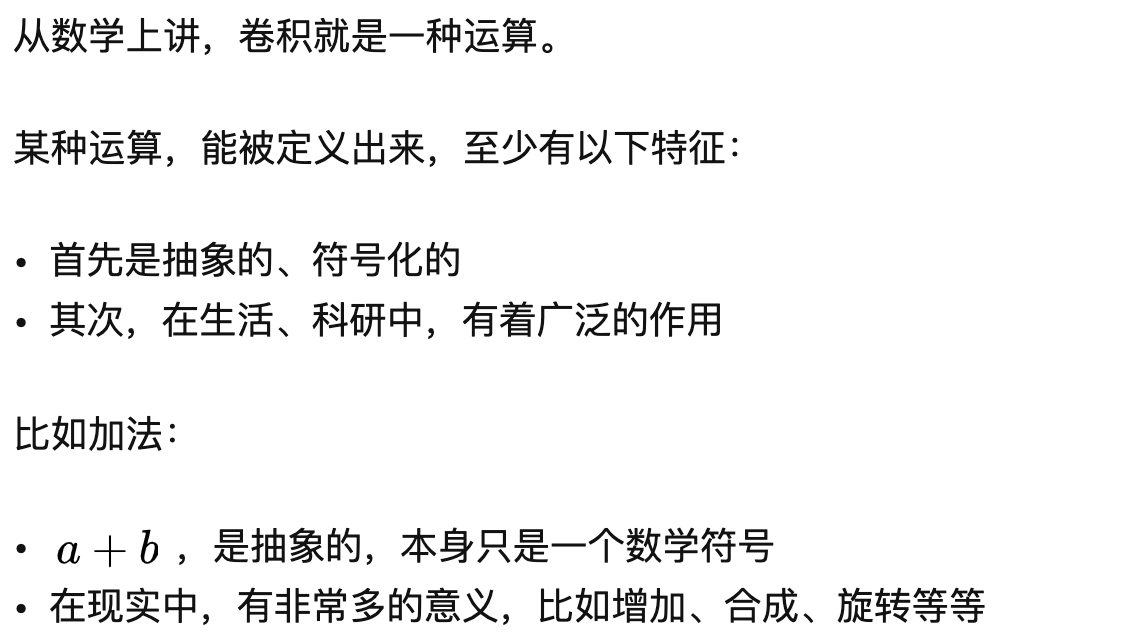 从数学上讲，卷积就是一种运算。
某种运算，能被定义出来，至少有以下特征：
• 首先是抽象的、符号化的
• 其次，在生活、科研中，有着广泛的作用
比如加法：
• a + b ，是抽象的，本身只是一个数学符号
• 在现实中，有非常多的意义，比如增加、合成、旋转等等